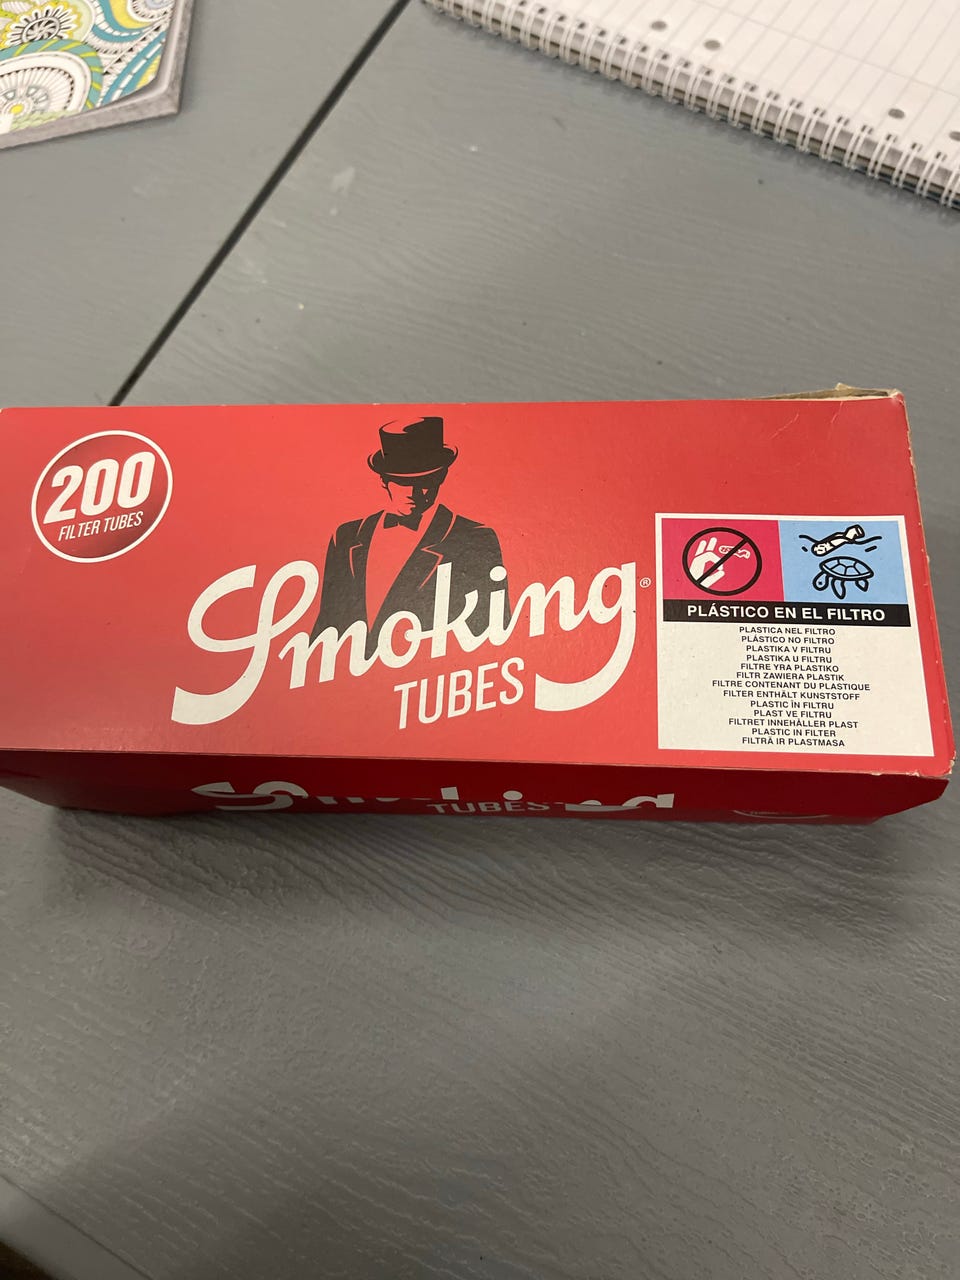 200
FILTER TUBES
Smoking®
TUBES
PLÁSTICO EN EL FILTRO
PLASTICA NEL FILTRO
PLÁSTICO NO FILTRO
PLASTIKA V FILTRU
PLASTIKA U FILTRU
FILTRE YRA PLASTIKO
FILTR ZAWIERA PLASTIK
FILTRE CONTENANT DU PLASTIQUE
FILTER ENTHÄLT KUNSTSTOFF
PLASTIC ÎN FILTRU
PLAST VE FILTRU
FILTRET INNEHÅLLER PLAST
PLASTIC IN FILTER
FILTRĀ IR PLASTMASA
Smoking
TUBES